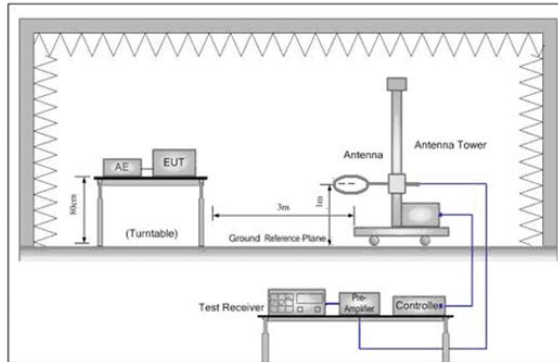 Antenna Tower
Antenna
AE
EUT
80cm
(Turntable)
3m
1m
Ground Reference Plane
Test Receiver
Pre-
Amplifier
Controller